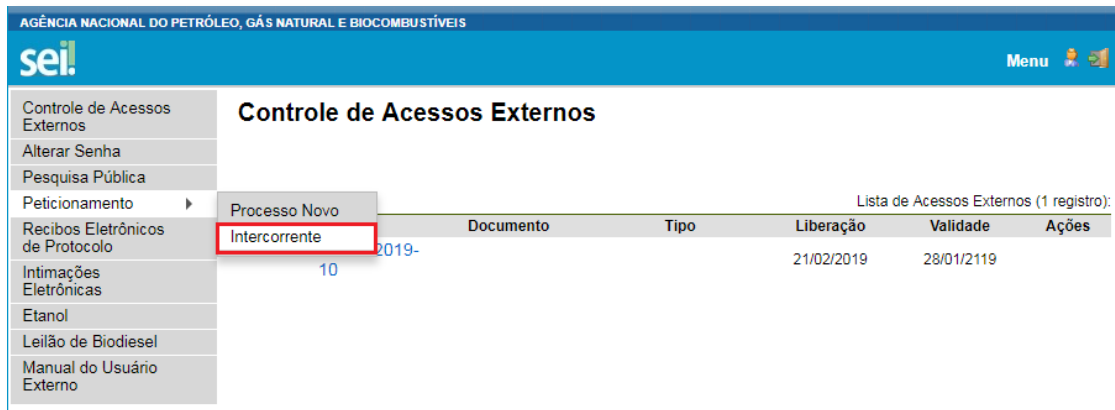 AGÊNCIA NACIONAL DO PETRÓLEO, GÁS NATURAL E BIOCOMBUSTÍVEIS
sei!
Menu
Controle de Acessos
Externos
Alterar Senha
Pesquisa Pública
Peticionamento
Recibos Eletrônicos
de Protocolo
Intimações
Eletrônicas
Etanol
Leilão de Biodiesel
Manual do Usuário
Externo
Processo Novo
Intercorrente
Controle de Acessos Externos
Lista de Acessos Externos (1 registro):
Documento Tipo Liberação Validade Ações
2019-
10 21/02/2019 28/01/2119